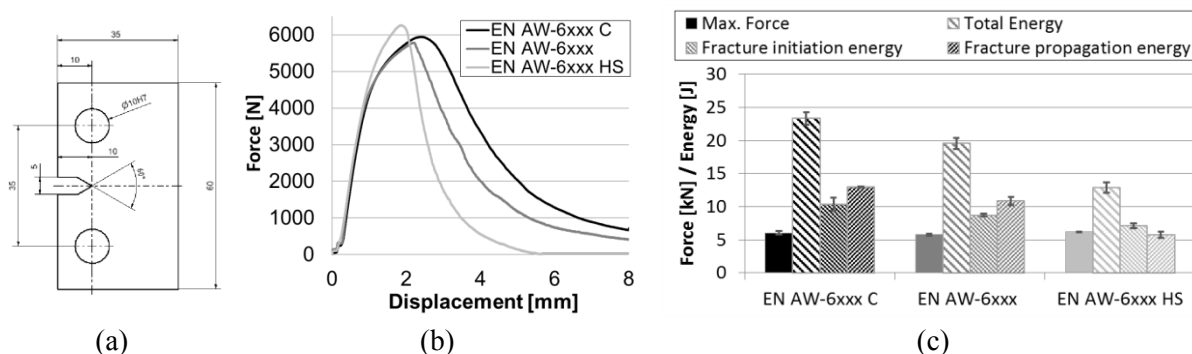 35
10
Ø10H7
10
5
60°
35
60
(a)
6000
5000
4000
3000
2000
1000
0
Force [N]
EN AW-6xxx C
EN AW-6xxx
EN AW-6xxx HS
0 2 4 6 8
Displacement [mm]
(b)
Max. Force Total Energy
Fracture initiation energy Fracture propagation energy
30
25
20
15
10
5
0
Force [kN] / Energy [J]
EN AW-6xxx C EN AW-6xxx EN AW-6xxx HS
(c)